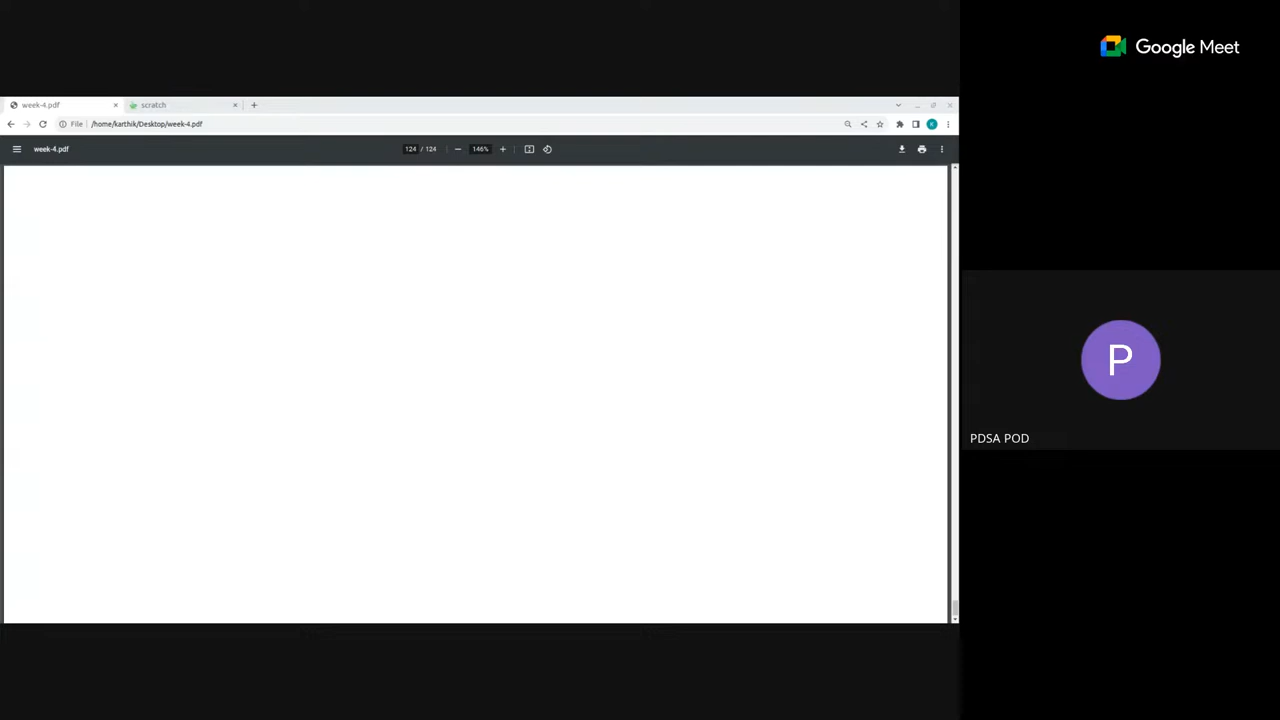 Google Meet
week-4.pdf
scratch
File
/home/karthik/Desktop/week-4.pdf
week-4.pdf
124 / 124
146%
P
PDSA POD